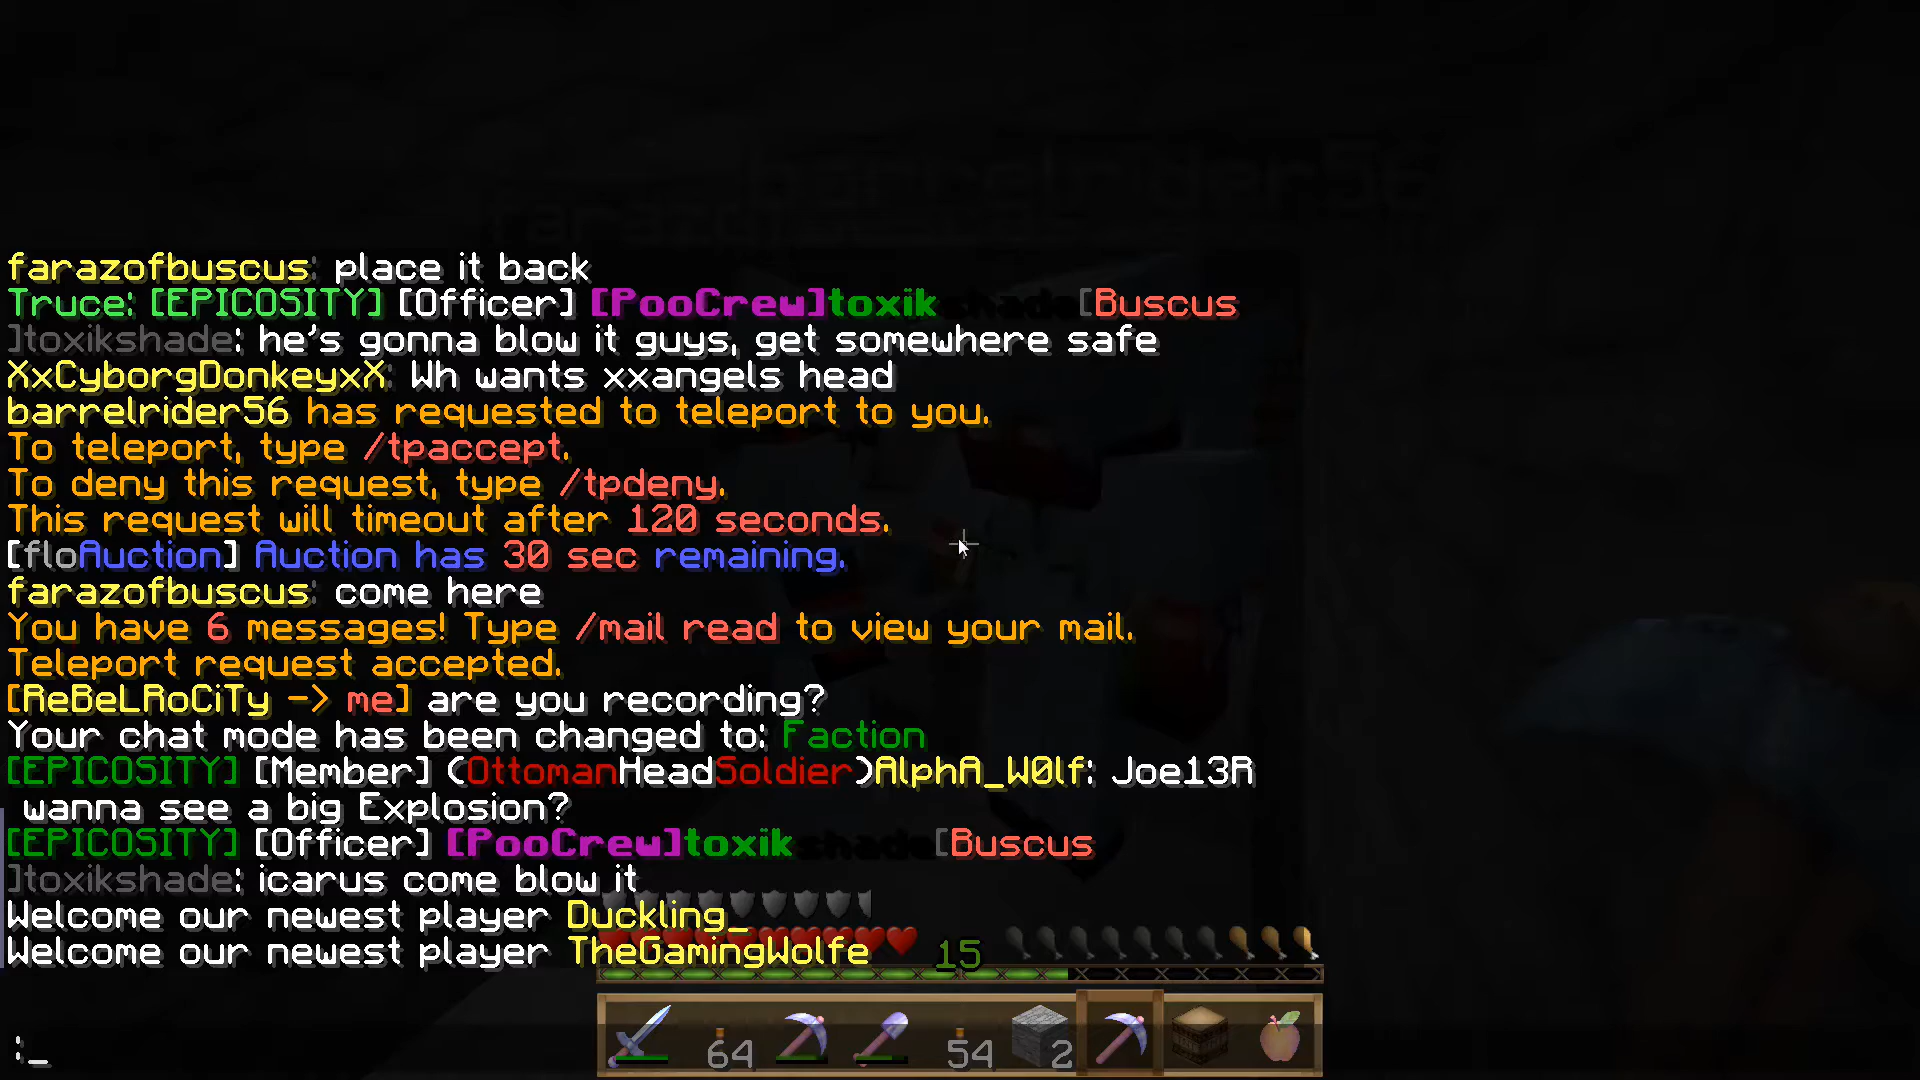 barrelrider56
farazofbuscus: place it back
Truce: [EPICOSITY] [Officer] [PooCrew]toxikshade[Buscus
]toxikshade: he's gonna blow it guys, get somewhere safe
XxCyborgDonkeyxX: Wh wants xxangels head
barrelrider56 has requested to teleport to you.
To teleport, type /tpaccept.
To deny this request, type /tpdeny.
This request will timeout after 120 seconds.
[floAuction] Auction has 30 sec remaining.
farazofbuscus: come here
You have 6 messages! Type /mail read to view your mail.
Teleport request accepted.
[ReBeLRoCiTy -> me] are you recording?
Your chat mode has been changed to: Faction
[EPICOSITY] [Member] (OttomanHeadSoldier)AlphA_W0lf: Joe13R
wanna see a big Explosion?
[EPICOSITY] [Officer] [PooCrew]toxikshade[Buscus
]toxikshade: icarus come blow it
Welcome our newest player Duckling_
Welcome our newest player TheGamingWolfe
15
64 54 2
:_